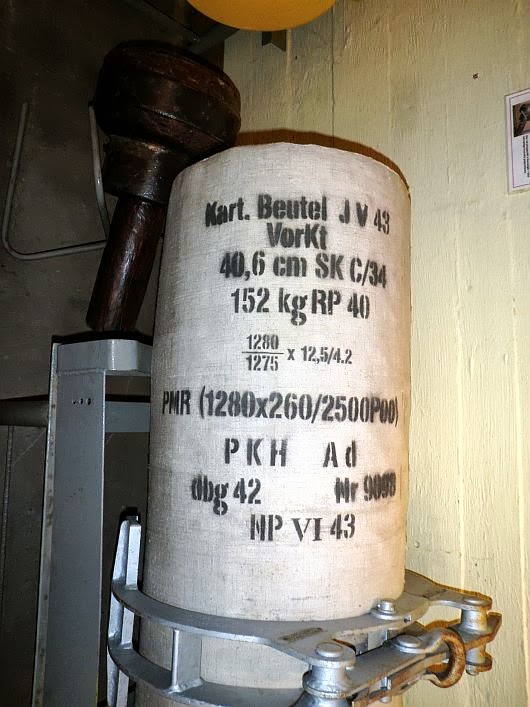 Kart. Beutel J V 43
VorKt
40,6 cm SK C/34
152 kg RP 40
1280
1275 x 12,5/4.2
PMR (1280x260/2500P00)
PKH Ad
dbg 42 Nr
NP VI 43